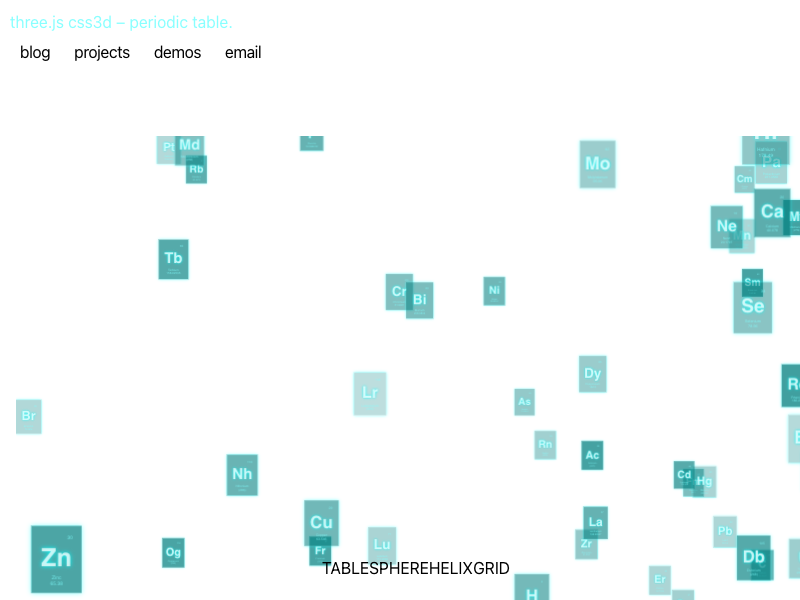 three.js css3d – periodic table.
blog projects demos email
Md
Rb
Mo
Pa
Cm
Ca
Ne
Tb
Cr
Bi
Ni
Sm
Se
Dy
Lr
As
Br
Rn
Ac
Nh
Cd
Hg
Cu
La
Pb
Zn
Og
Fr
Lu
Zr
Db
TABLESPHEREHELIXGRID
Er
H